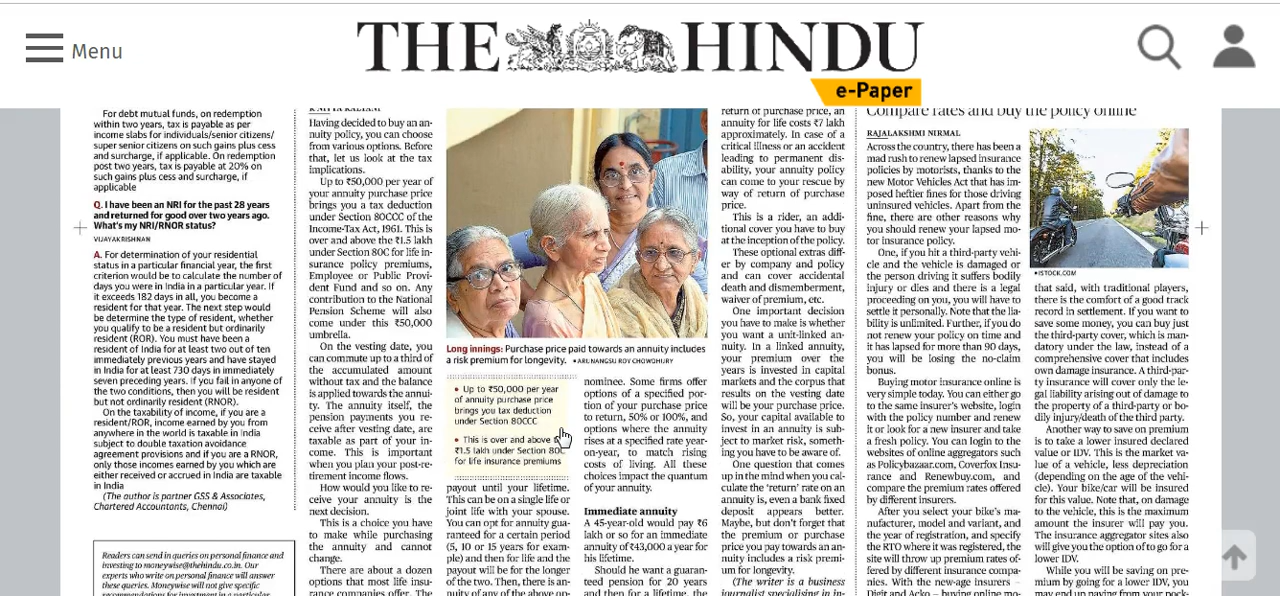 Menu
THE HINDU
e-Paper
For debt mutual funds, on redemption
within two years, tax is payable as per
income slabs for individuals/senior citizens/
super senior citizens on such gains plus cess
and surcharge, if applicable. On redemption
post two years, tax is payable at 20% on
such gains plus cess and surcharge, if
applicable
Q. I have been an NRI for the past 28 years
and returned for good over two years ago.
What's my NRI/RNOR status?
VIJAYAKRISHNAN
A. For determination of your residential
status in a particular financial year, the first
criterion would be to calculate the number of
days you were in India in a particular year. If
it exceeds 182 days in all, you become a
resident for that year. The next step would
be determine the type of resident, whether
you qualify to be a resident but ordinarily
resident (ROR). You must have been a
resident of India for at least two out of ten
immediately previous years and have stayed
in India for at least 730 days in immediately
seven preceding years. If you fail in anyone of
the two conditions, then you will be resident
but not ordinarily resident (RNOR).
On the taxability of income, if you are a
resident/ROR, income earned by you from
anywhere in the world is taxable in India
subject to double taxation avoidance
agreement provisions and if you are a RNOR,
only those incomes earned by you which are
either received or accrued in India are taxable
in India
(The author is partner GSS & Associates,
Chartered Accountants, Chennai)
Readers can send in queries on personal finance and
investing to moneywise@thehindu.co.in. Our
experts who write on personal finance will answer
these queries. Moneywise will not give specific
Having decided to buy an an-
nuity policy, you can choose
from various options. Before
that, let us look at the tax
implications.
Up to ₹50,000 per year of
your annuity purchase price
brings you a tax deduction
under Section 80CCC of the
Income-Tax Act, 1961. This is
over and above the ₹1.5 lakh
under Section 80C for life in-
surance policy premiums,
Employee or Public Provi-
dent Fund and so on. Any
contribution to the National
Pension Scheme will also
come under this ₹50,000
umbrella.
On the vesting date, you
can commute up to a third of
the accumulated amount
without tax and the balance
is applied towards the annui-
ty. The annuity itself, the
pension payments you re-
ceive after vesting date, are
taxable as part of your in-
come. This is important
when you plan your post-re-
tirement income flows.
How would you like to re-
ceive your annuity is the
next decision.
This is a choice you have
to make while purchasing
the annuity and cannot
change.
There are about a dozen
options that most life insu-
rance companies offer. The
Long innings: Purchase price paid towards an annuity includes
a risk premium for longevity. • ARUNANGSU ROY CHOWDHURY
• Up to ₹50,000 per year
of annuity purchase price
brings you tax deduction
under Section 80CCC
• This is over and above
₹1.5 lakh under Section 80C
for life insurance premiums
payout until your lifetime.
This can be on a single life or
joint life with your spouse.
You can opt for annuity gua-
ranteed for a certain period
(5, 10 or 15 years for exam-
ple) and then for life and the
payout will be for the longer
of the two. Then, there is an-
nuity of any of the above op-
nominee. Some firms offer
options of a specified por-
tion of your purchase price
to return, 50% or 100%, and
options where the annuity
rises at a specified rate year-
on-year, to match rising
costs of living. All these
choices impact the quantum
of your annuity.
Immediate annuity
A 45-year-old would pay ₹6
lakh or so for an immediate
annuity of ₹43,000 a year for
his lifetime.
Should he want a guaran-
teed pension for 20 years
and then for a lifetime, the
return of purchase price, an
annuity for life costs ₹7 lakh
approximately. In case of a
critical illness or an accident
leading to permanent dis-
ability, your annuity policy
can come to your rescue by
way of return of purchase
price.
This is a rider, an addi-
tional cover you have to buy
at the inception of the policy.
These optional extras diff-
er by company and policy
and can cover accidental
death and dismemberment,
waiver of premium, etc.
One important decision
you have to make is whether
you want a unit-linked an-
nuity. In a linked annuity,
your premium over the
years is invested in capital
markets and the corpus that
results on the vesting date
will be your purchase price.
So, your capital available to
invest in an annuity is sub-
ject to market risk, someth-
ing you have to be aware of.
One question that comes
up in the mind when you cal-
culate the 'return' rate on an
annuity is, even a bank fixed
deposit appears better.
Maybe, but don't forget that
the premium or purchase
price you pay towards an an-
nuity includes a risk premi-
um for longevity.
(The writer is a business
journalist specialising in in-
Compare rates and buy the policy online
RAJALAKSHMI NIRMAL
Across the country, there has been a
mad rush to renew lapsed insurance
policies by motorists, thanks to the
new Motor Vehicles Act that has im-
posed heftier fines for those driving
uninsured vehicles. Apart from the
fine, there are other reasons why
you should renew your lapsed mo-
tor insurance policy.
One, if you hit a third-party vehi-
cle and the vehicle is damaged or
the person driving it suffers bodily
injury or dies and there is a legal
proceeding on you, you will have to
settle it personally. Note that the lia-
bility is unlimited. Further, if you do
not renew your policy on time and
it has lapsed for more than 90 days,
you will be losing the no-claim
bonus.
Buying motor insurance online is
very simple today. You can either go
to the same insurer's website, login
with the policy number and renew
it or look for a new insurer and take
a fresh policy. You can login to the
websites of online aggregators such
as Policybazaar.com, Coverfox Insu-
rance and Renewbuy.com, and
compare the premium rates offered
by different insurers.
After you select your bike's ma-
nufacturer, model and variant, and
the year of registration, and specify
the RTO where it was registered, the
site will throw up premium rates of-
fered by different insurance compa-
nies. With the new-age insurers –
Digit and Acko – buying online mo-
• ISTOCK.COM
that said, with traditional players,
there is the comfort of a good track
record in settlement. If you want to
save some money, you can buy just
the third-party cover, which is man-
datory under the law, instead of a
comprehensive cover that includes
own damage insurance. A third-par-
ty insurance will cover only the le-
gal liability arising out of damage to
the property of a third-party or bo-
dily injury/death of the third party.
Another way to save on premium
is to take a lower insured declared
value or IDV. This is the market va-
lue of a vehicle, less depreciation
(depending on the age of the vehi-
cle). Your bike/car will be insured
for this value. Note that, on damage
to the vehicle, this is the maximum
amount the insurer will pay you.
The insurance aggregator sites also
will give you the option of to go for a
lower IDV.
While you will be saving on pre-
mium by going for a lower IDV, you
may end up paying from your pock-